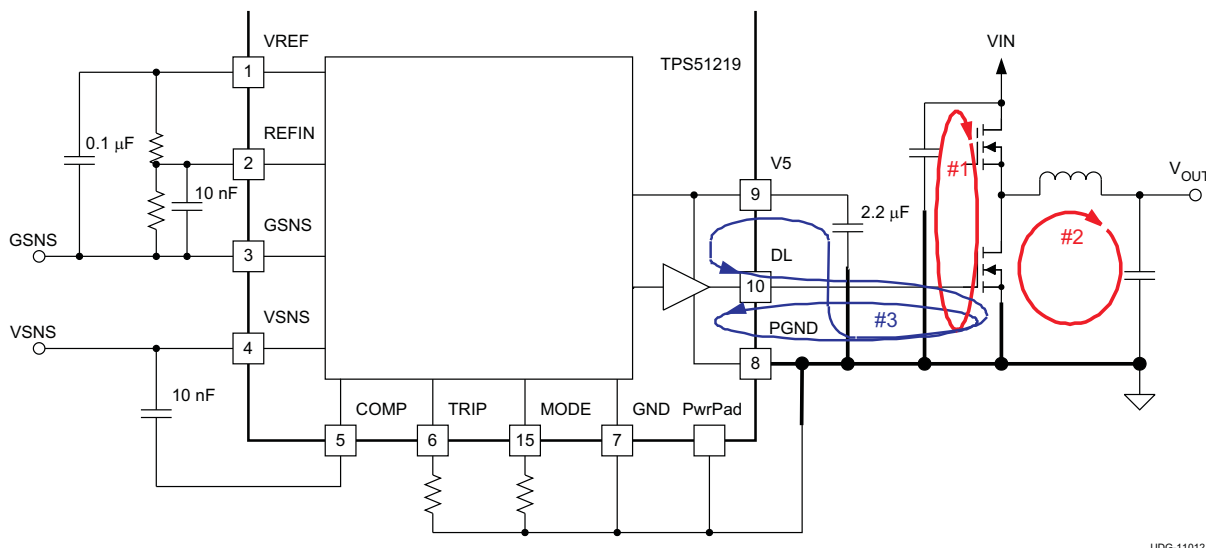 VREF
1
TPS51219
VIN
0.1 µF
REFIN
2
10 nF
V5
9
2.2 µF
#1
V_OUT
GSNS
GSNS
3
DL
10
#2
VSNS
VSNS
4
PGND
8
#3
10 nF
COMP
TRIP
MODE
GND
PwrPad
5
6
15
7